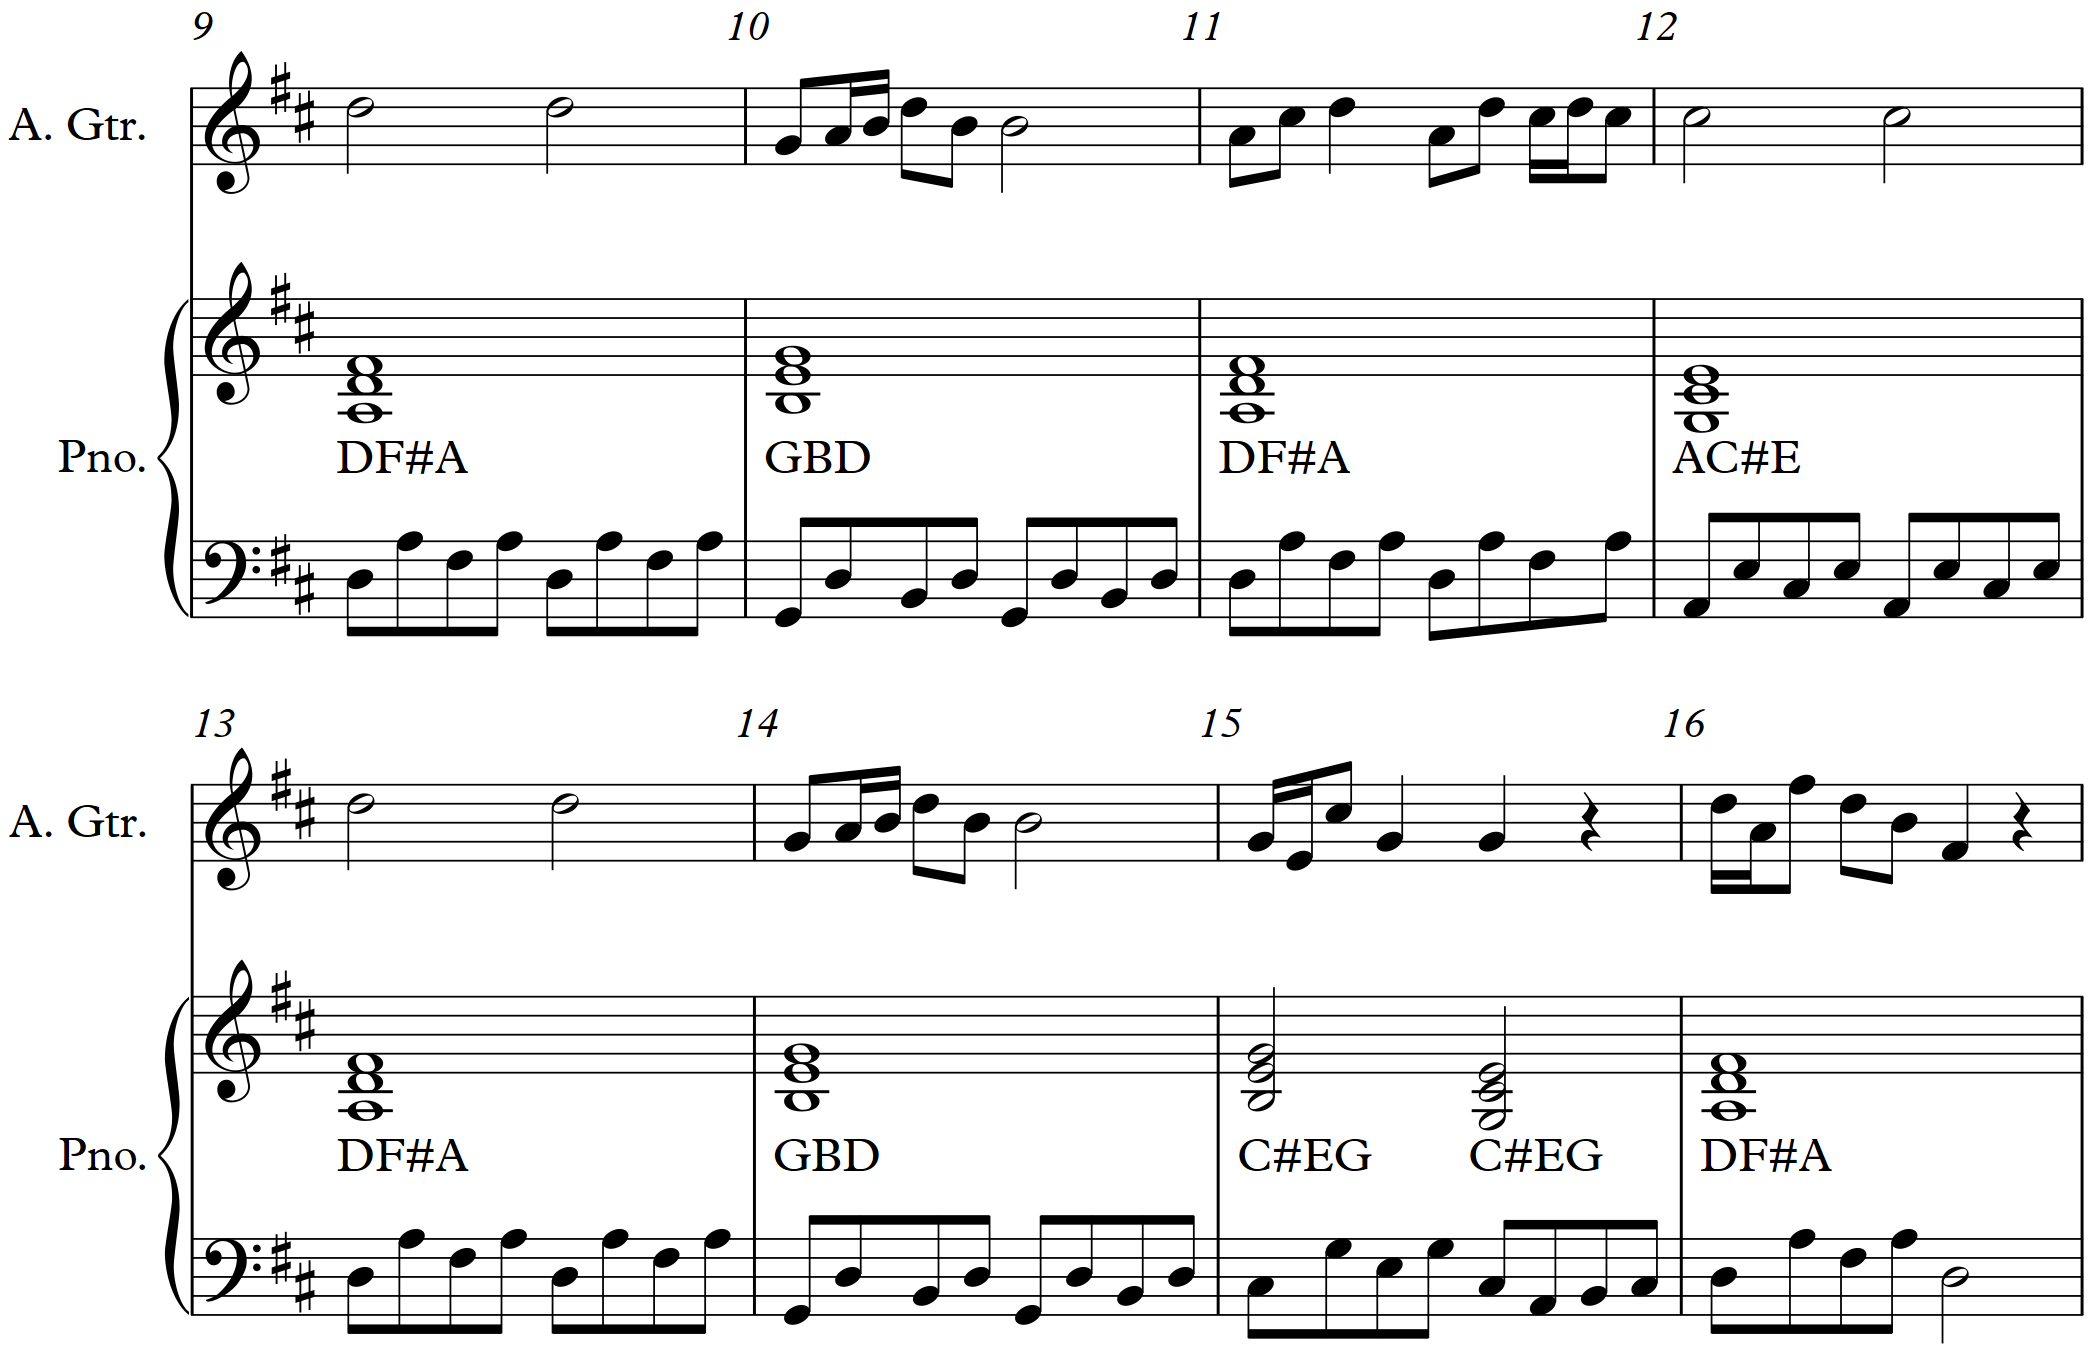 9 10 11 12
A. Gtr.
Pno.
DF#A GBD DF#A AC#E
13 14 15 16
A. Gtr.
Pno.
DF#A GBD C#EG C#EG DF#A